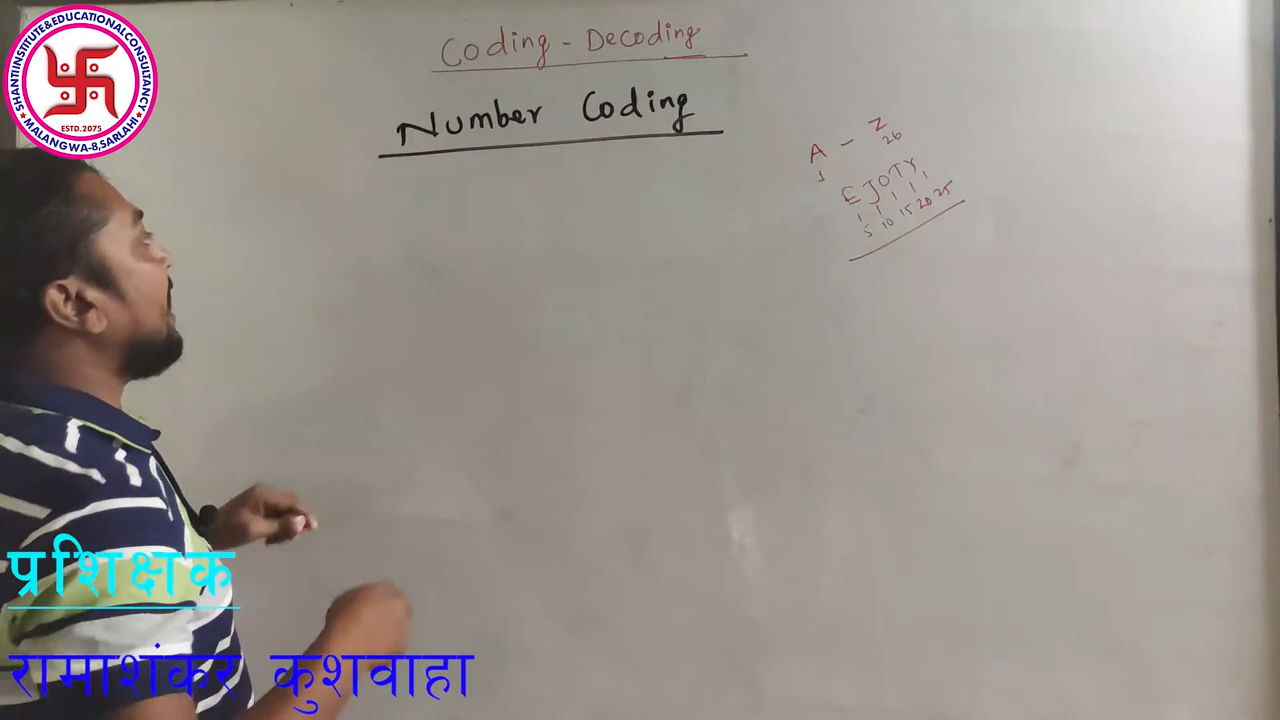 SHANTI INSTITUTE & EDUCATIONAL CONSULTANCY
ESTD. 2075
★ MALANGWA-8, SARLAHI ★
Coding - Decoding
Number Coding
A - Z
1 26
E J O T Y
5 10 15 20 25
प्रशिक्षक
रामाशंकर कुशवाहा